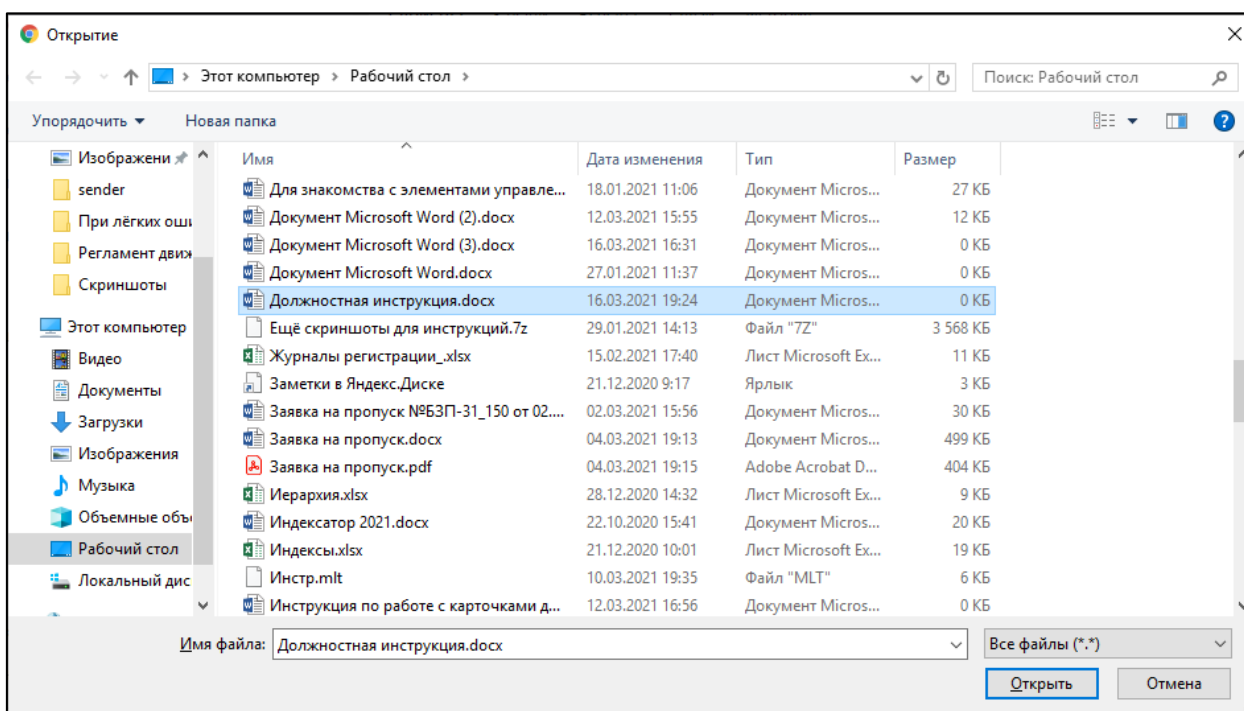 Открытие
Этот компьютер > Рабочий стол >
Поиск: Рабочий стол
Упорядочить
Новая папка
Изображени
sender
При лёгких оши
Регламент движ
Скриншоты
Этот компьютер
Видео
Документы
Загрузки
Изображения
Музыка
Объемные объ
Рабочий стол
Локальный дис
Имя Дата изменения Тип Размер
Для знакомства с элементами управле... 18.01.2021 11:06 Документ Micros... 27 КБ
Документ Microsoft Word (2).docx 12.03.2021 15:55 Документ Micros... 12 КБ
Документ Microsoft Word (3).docx 16.03.2021 16:31 Документ Micros... 0 КБ
Документ Microsoft Word.docx 27.01.2021 11:37 Документ Micros... 0 КБ
Должностная инструкция.docx 16.03.2021 19:24 Документ Micros... 0 КБ
Ещё скриншоты для инструкций.7z 29.01.2021 14:13 Файл "7Z" 3 568 КБ
Журналы регистрации_.xlsx 15.02.2021 17:40 Лист Microsoft Ex... 11 КБ
Заметки в Яндекс.Диске 21.12.2020 9:17 Ярлык 3 КБ
Заявка на пропуск №БЗП-31_150 от 02.... 02.03.2021 15:56 Документ Micros... 30 КБ
Заявка на пропуск.docx 04.03.2021 19:13 Документ Micros... 499 КБ
Заявка на пропуск.pdf 04.03.2021 19:15 Adobe Acrobat D... 404 КБ
Иерархия.xlsx 28.12.2020 14:32 Лист Microsoft Ex... 9 КБ
Индексатор 2021.docx 22.10.2020 15:41 Документ Micros... 20 КБ
Индексы.xlsx 21.12.2020 10:01 Лист Microsoft Ex... 19 КБ
Инстр.mlt 10.03.2021 19:35 Файл "MLT" 6 КБ
Инструкция по работе с карточками д... 12.03.2021 16:56 Документ Micros... 0 КБ
Имя файла: Должностная инструкция.docx
Все файлы (*.*)
Открыть
Отмена